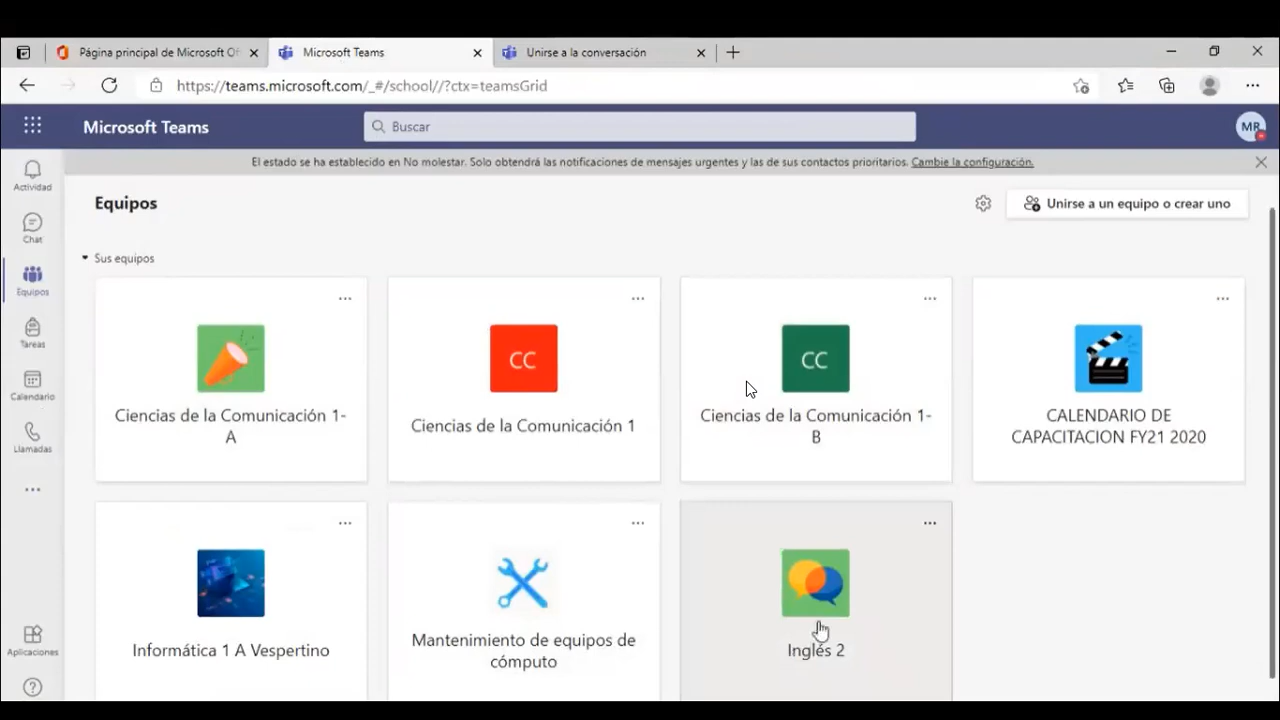 Página principal de Microsoft Of
Microsoft Teams
Unirse a la conversación
https://teams.microsoft.com/_#/school//?ctx=teamsGrid
Microsoft Teams
Buscar
MR
El estado se ha establecido en No molestar. Solo obtendrá las notificaciones de mensajes urgentes y las de sus contactos prioritarios. Cambie la configuración.
Actividad
Chat
Equipos
Tareas
Calendario
Llamadas
Aplicaciones
Equipos
Unirse a un equipo o crear uno
Sus equipos
Ciencias de la Comunicación 1-
A
CC
Ciencias de la Comunicación 1
CC
Ciencias de la Comunicación 1-
B
CALENDARIO DE
CAPACITACION FY21 2020
Informática 1 A Vespertino
Mantenimiento de equipos de
cómputo
Inglés 2